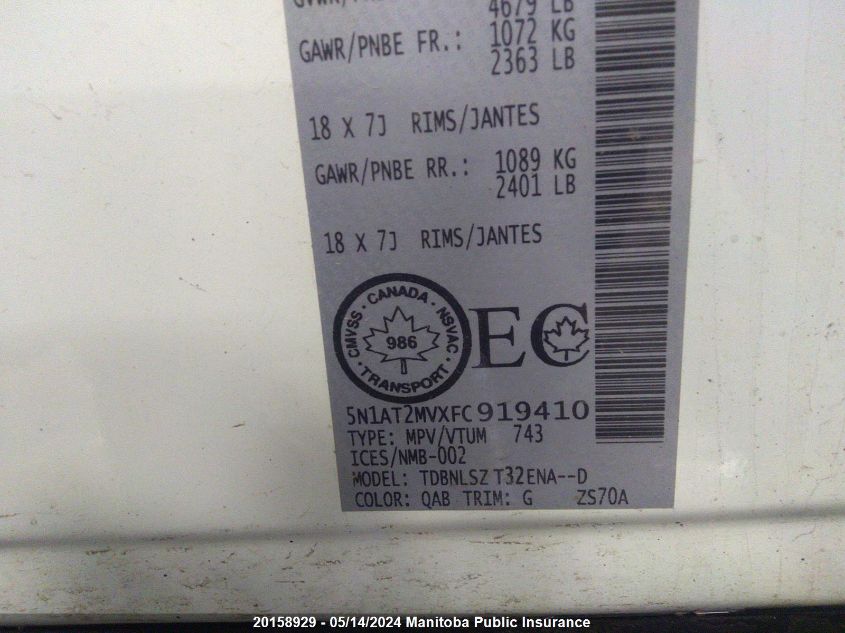 GVWR/PNBV
4679 LB
GAWR/PNBE FR.: 1072 KG
2363 LB
18 X 7J RIMS/JANTES
GAWR/PNBE RR.: 1089 KG
2401 LB
18 X 7J RIMS/JANTES
CMVSS · CANADA · NSVAC · TRANSPORT ·
986
EC
5N1AT2MVXFC919410
TYPE: MPV/VTUM 743
ICES/NMB-002
MODEL: TDBNLSZ T32ENA--D
COLOR: QAB TRIM: G ZS70A
20158929 - 05/14/2024 Manitoba Public Insurance